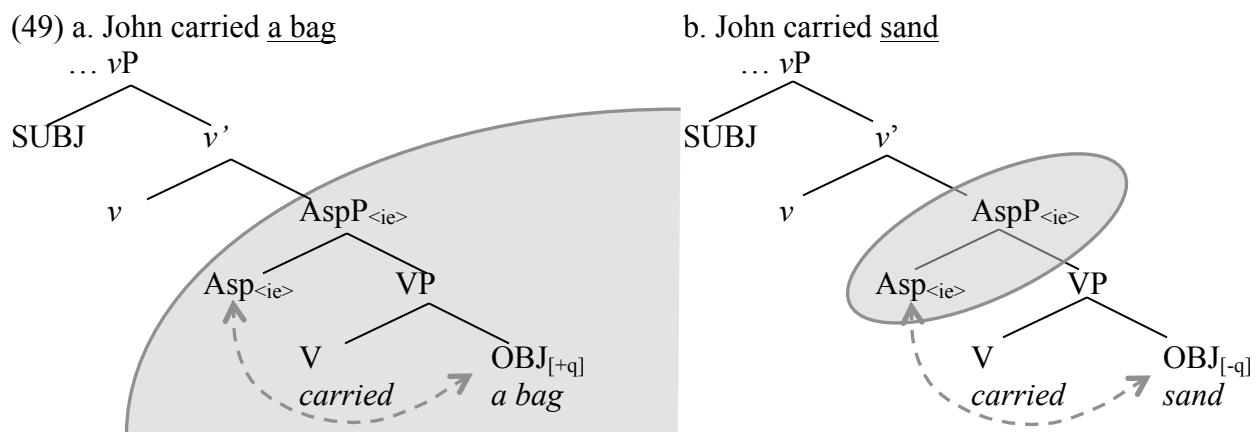 (49) a. John carried a bag b. John carried sand
… vP … vP
SUBJ v’ SUBJ v’
v AspP<ie> v AspP<ie>
Asp<ie> VP Asp<ie> VP
V OBJ[+q] V OBJ[-q]
carried a bag carried sand